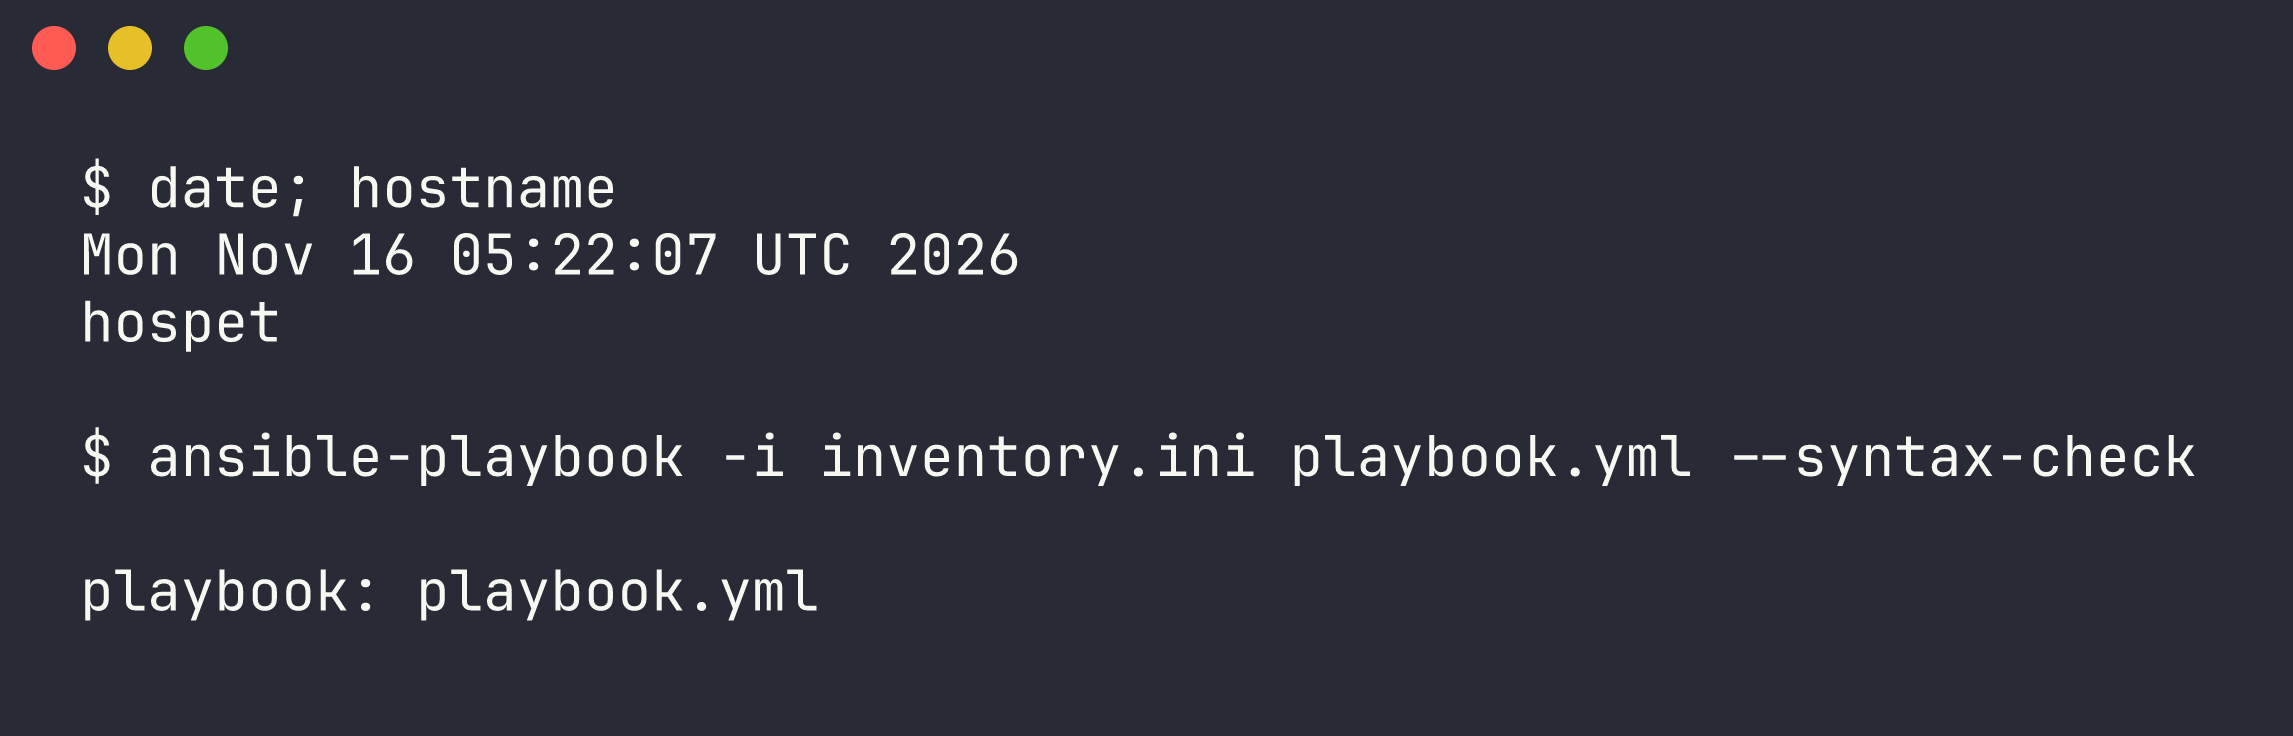 $ date; hostname
Mon Nov 16 05:22:07 UTC 2026
hospet
$ ansible-playbook -i inventory.ini playbook.yml --syntax-check
playbook: playbook.yml